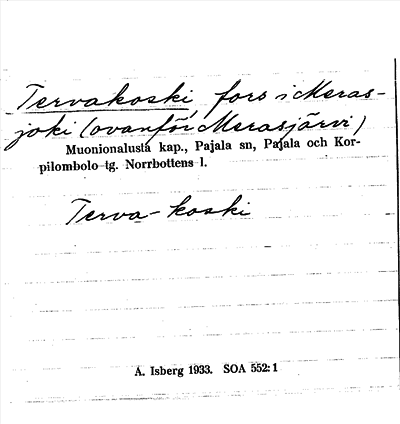 Tervakoski, fors i Meras-
joki (ovanför Merasjärvi)
Muonionalusta kap., Pajala sn, Pajala och Kor-
pilombolo tg. Norrbottens l.
Terva-koski
A. Isberg 1933. SOA 552:1